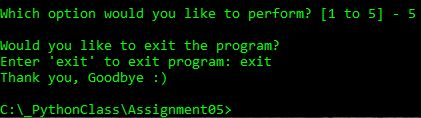 Which option would you like to perform? [1 to 5] - 5
Would you like to exit the program?
Enter 'exit' to exit program: exit
Thank you, Goodbye :)
C:\_PythonClass\Assignment05>